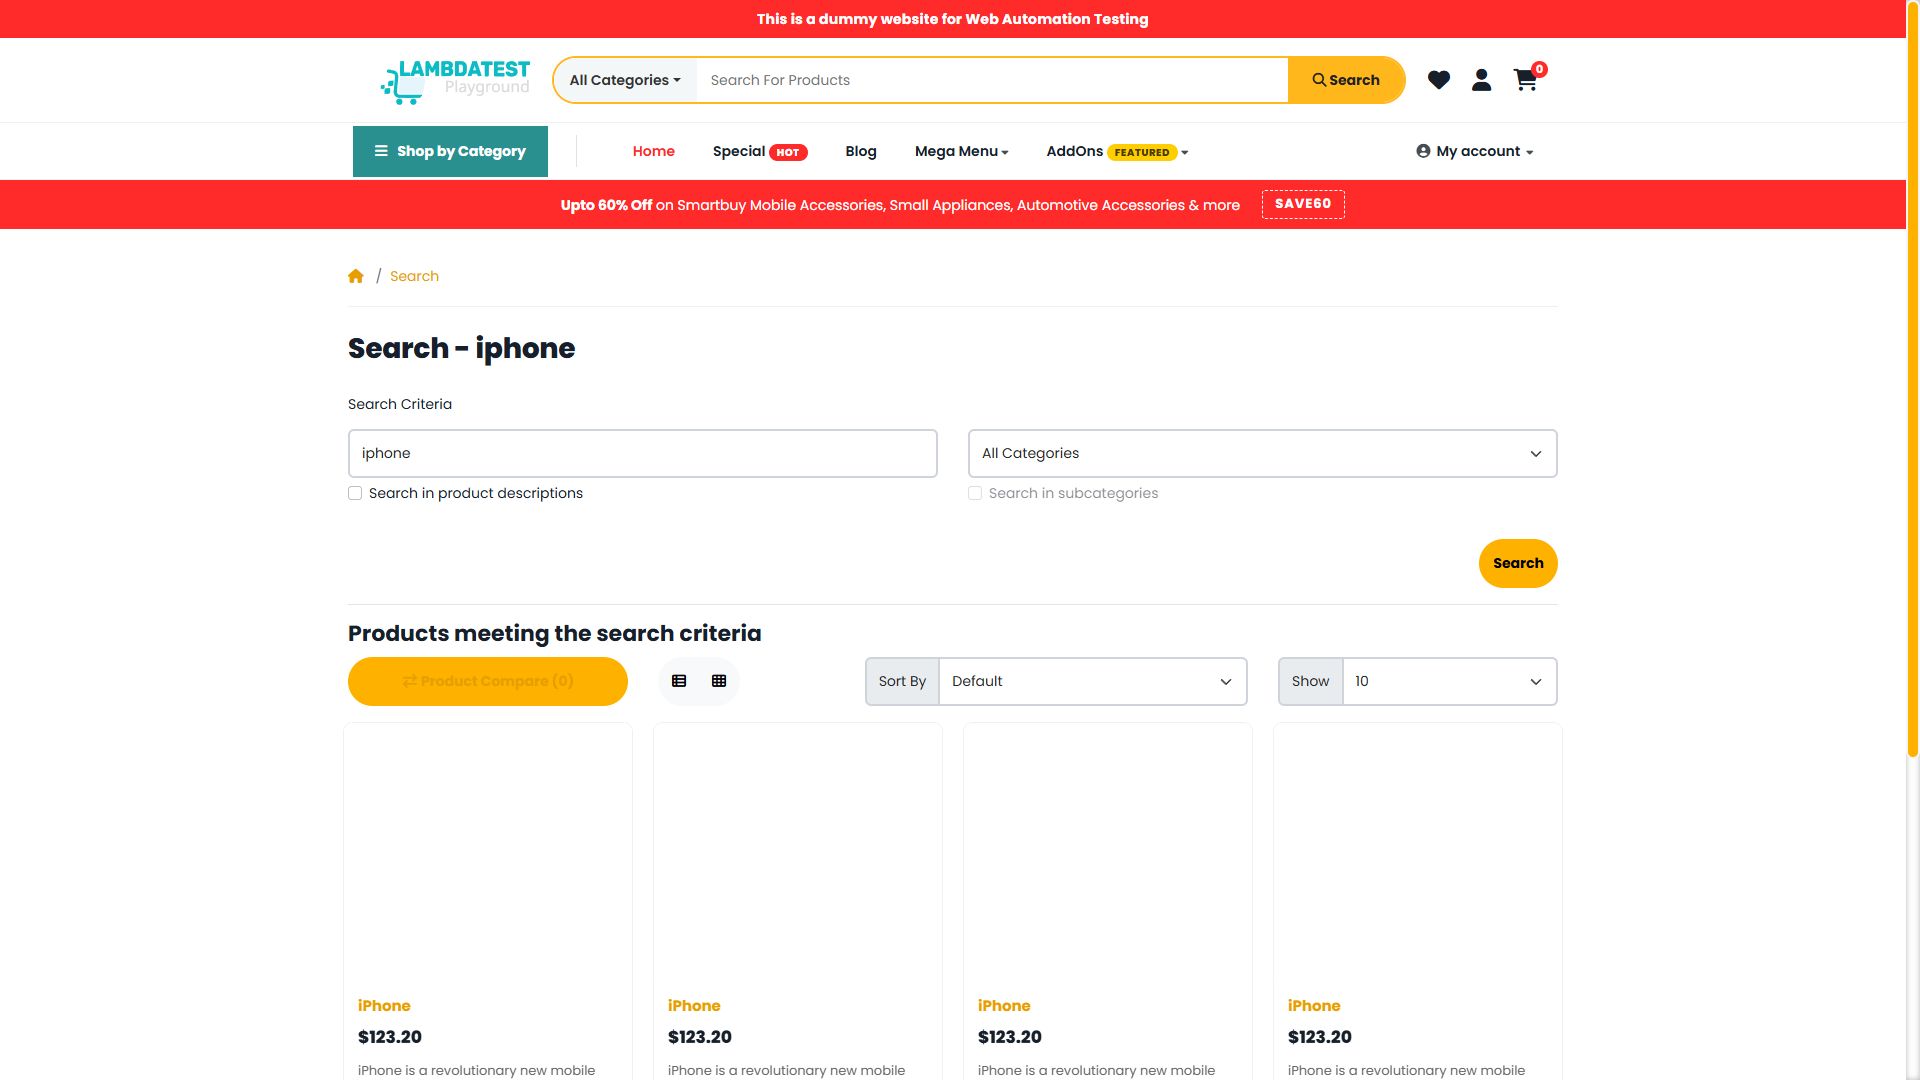 This is a dummy website for Web Automation Testing
LAMBDATEST
Playground
All Categories
Search For Products
Search
0
Shop by Category
Home
Special HOT
Blog
Mega Menu
AddOns FEATURED
My account
Upto 60% Off on Smartbuy Mobile Accessories, Small Appliances, Automotive Accessories & more
SAVE60
/ Search
Search - iphone
Search Criteria
iphone
All Categories
Search in product descriptions
Search in subcategories
Search
Products meeting the search criteria
Product Compare (0)
Sort By
Default
Show
10
iPhone
iPhone
iPhone
iPhone
$123.20
$123.20
$123.20
$123.20
iPhone is a revolutionary new mobile
iPhone is a revolutionary new mobile
iPhone is a revolutionary new mobile
iPhone is a revolutionary new mobile